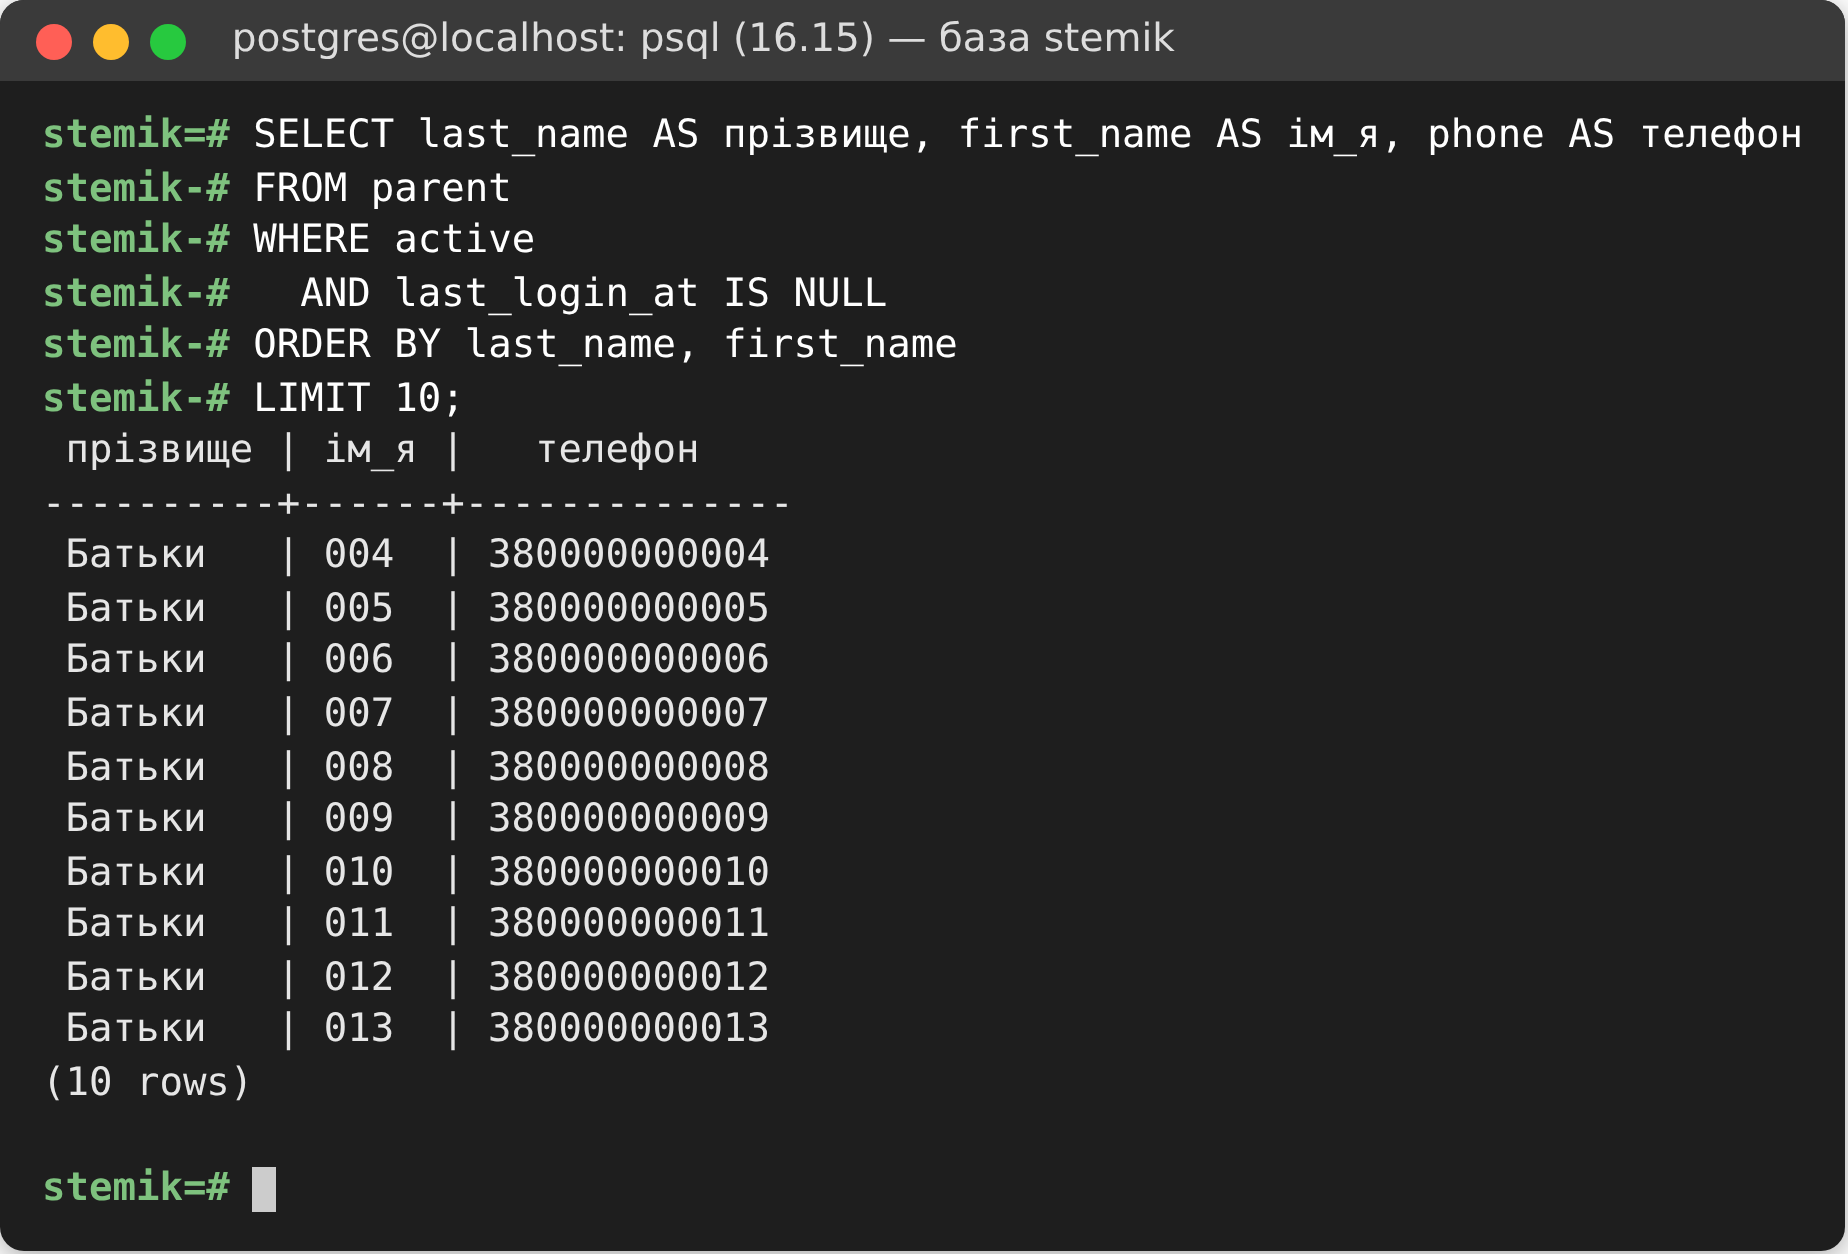 postgres@localhost: psql (16.15) — база stemik
stemik=# SELECT last_name AS прізвище, first_name AS ім_я, phone AS телефон
stemik-# FROM parent
stemik-# WHERE active
stemik-#   AND last_login_at IS NULL
stemik-# ORDER BY last_name, first_name
stemik-# LIMIT 10;
 прізвище | ім_я |   телефон
----------+------+--------------
 Батьки   | 004  | 380000000004
 Батьки   | 005  | 380000000005
 Батьки   | 006  | 380000000006
 Батьки   | 007  | 380000000007
 Батьки   | 008  | 380000000008
 Батьки   | 009  | 380000000009
 Батьки   | 010  | 380000000010
 Батьки   | 011  | 380000000011
 Батьки   | 012  | 380000000012
 Батьки   | 013  | 380000000013
(10 rows)
stemik=#